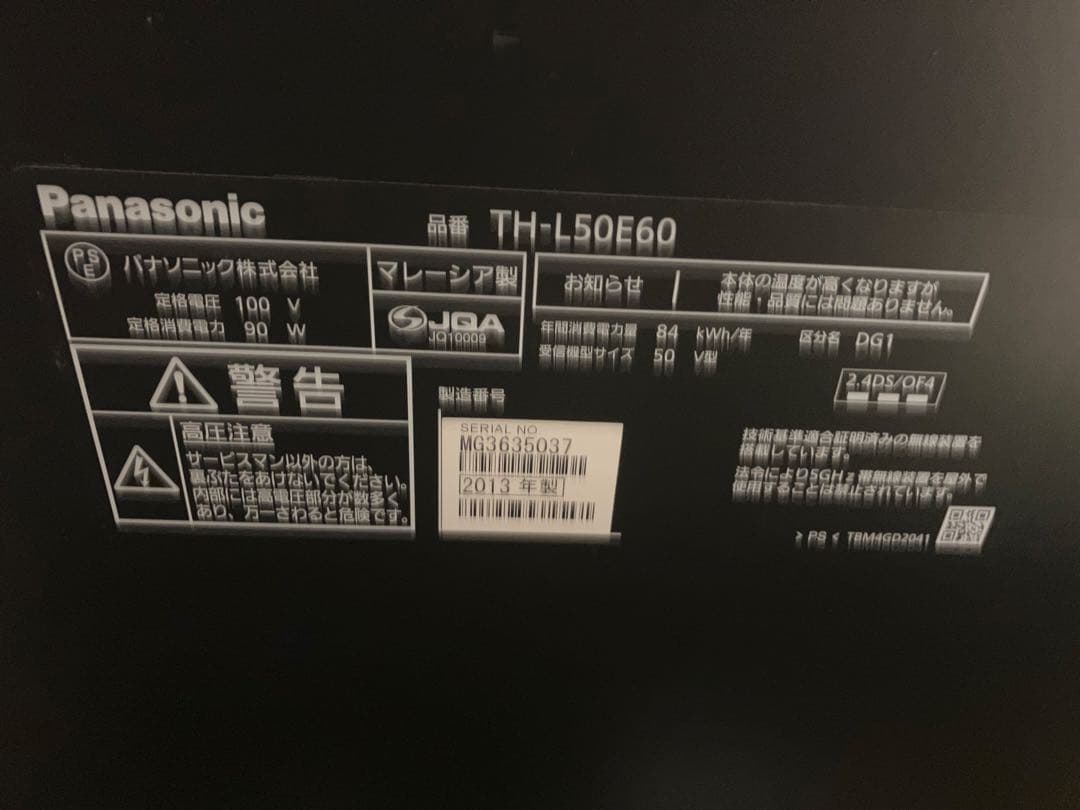 Panasonic
品番 TH-L50E60
PSE パナソニック株式会社
定格電圧 100 V
定格消費電力 90 W
マレーシア製
JQA
JQ10009
お知らせ
本体の温度が高くなりますが
性能・品質には問題ありません。
年間消費電力量 84 kWh/年 区分名 DG1
受信機型サイズ 50 V型
2.4DS/OF4
警告
高圧注意
サービスマン以外の方は、
裏ぶたをあけないでください。
内部には高電圧部分が数多く
あり、万一さわると危険です。
製造番号
SERIAL NO
MG3635037
2013 年製
技術基準適合証明済みの無線装置を
搭載しています。
法令により5GHz帯無線装置を屋外で
使用することは禁止されています。
> PS < TBM4GD2041